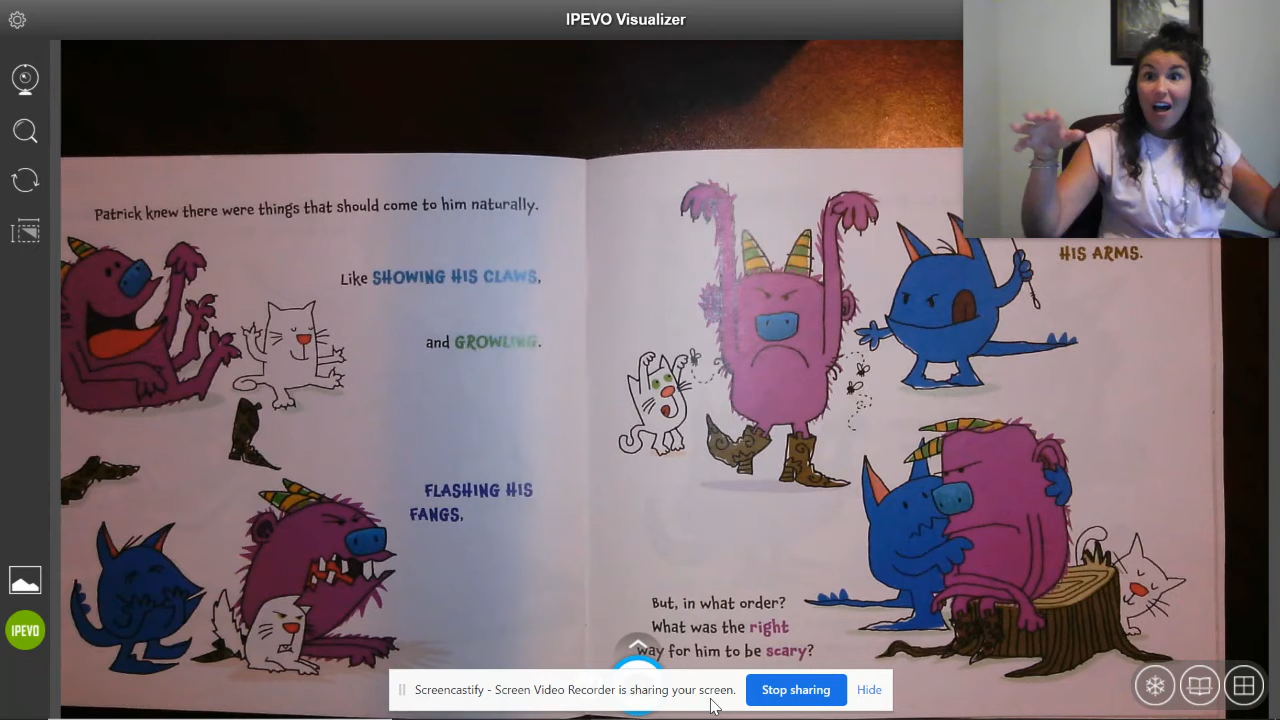 IPEVO Visualizer
Patrick knew there were things that should come to him naturally.
Like SHOWING HIS CLAWS,
and GROWLING.
FLASHING HIS
FANGS,
HIS ARMS.
But, in what order?
What was the right
way for him to be scary?
IPEVO
Screencastify - Screen Video Recorder is sharing your screen.
Stop sharing
Hide